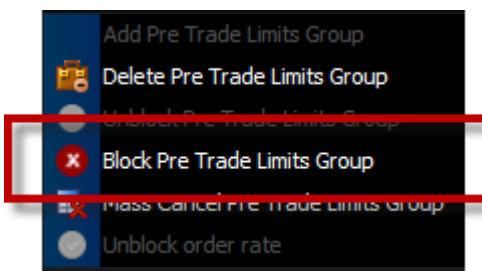 Add Pre Trade Limits Group
Delete Pre Trade Limits Group
Unblock Pre Trade Limits Group
Block Pre Trade Limits Group
Mass Cancel Pre Trade Limits Group
Unblock order rate